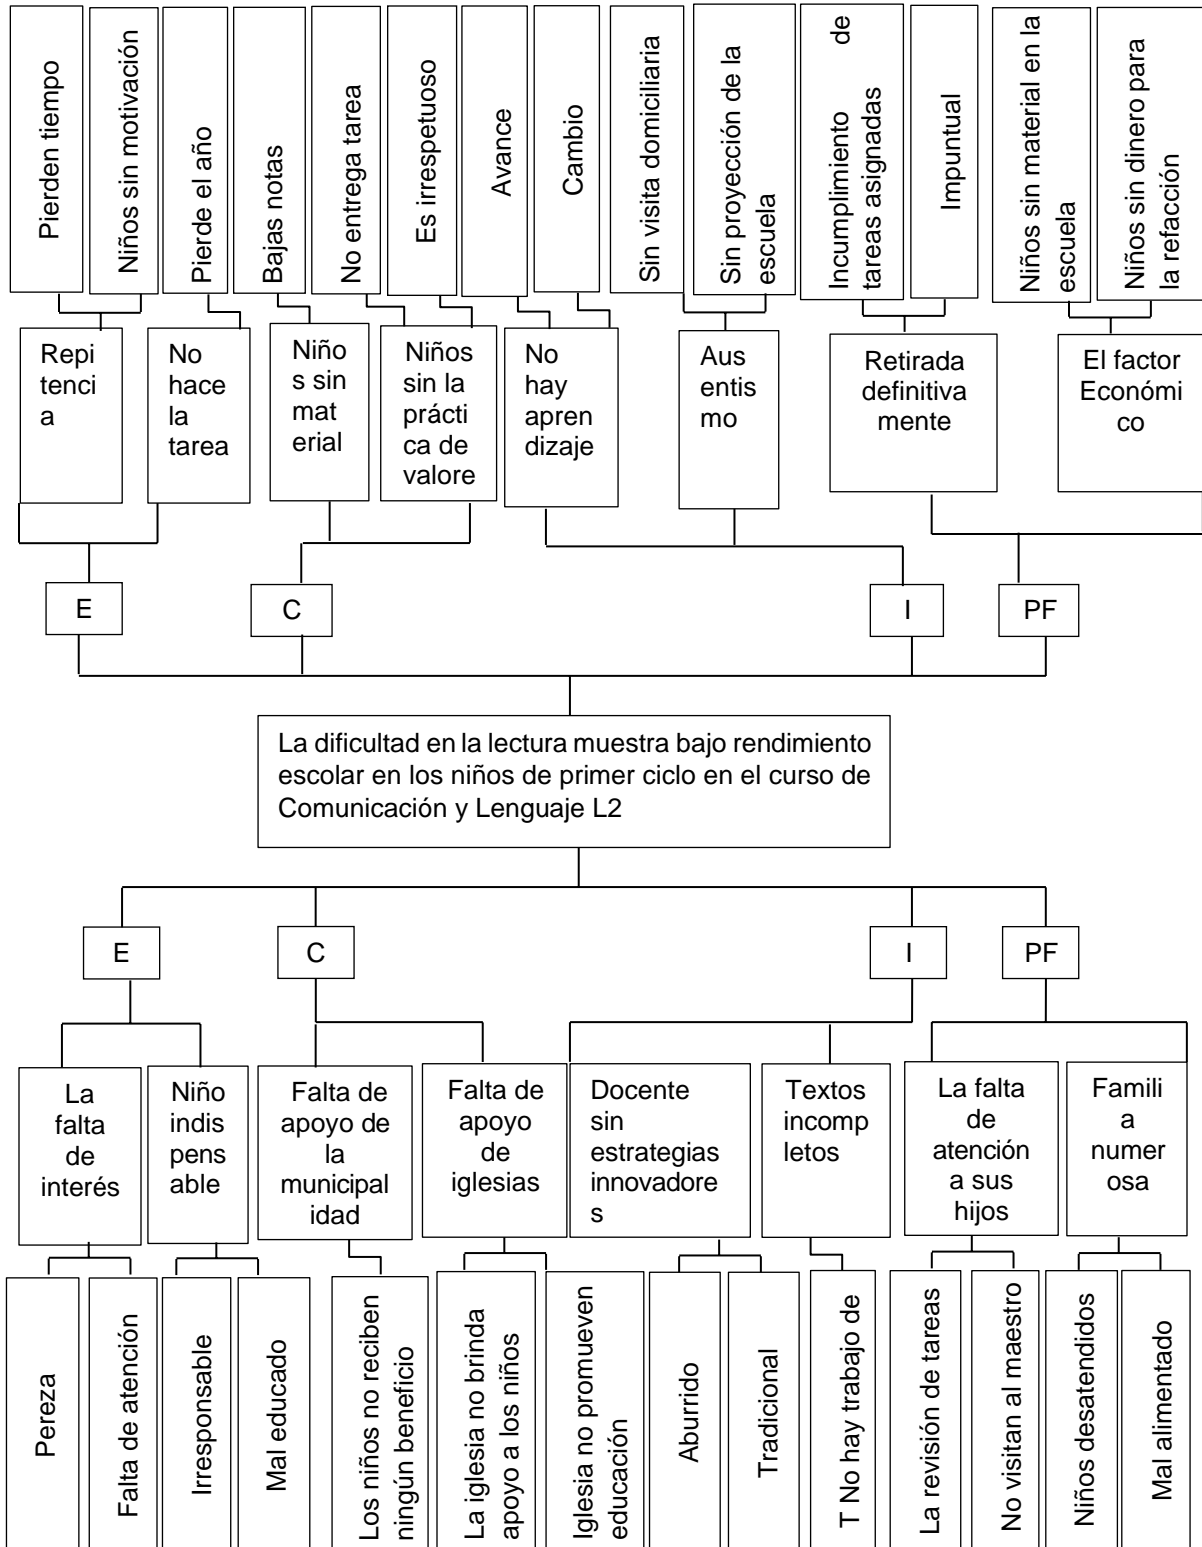 Pierden tiempo
Niños sin motivación
Pierde el año
Bajas notas
No entrega tarea
Es irrespetuoso
Avance
Cambio
Sin visita domiciliaria
Sin proyección de la
escuela
Incumplimiento de
tareas asignadas
Impuntual
Niños sin material en la
escuela
Niños sin dinero para
la refacción
Repi
tenci
a
No
hace
la
tarea
Niño
s sin
mat
erial
Niños
sin la
prácti
ca de
valore
No
hay
apren
dizaje
Aus
entis
mo
Retirada
definitiva
mente
El factor
Económi
co
E
C
I
PF
La dificultad en la lectura muestra bajo rendimiento
escolar en los niños de primer ciclo en el curso de
Comunicación y Lenguaje L2
E
C
I
PF
La
falta
de
interés
Niño
indis
pens
able
Falta de
apoyo de
la
municipal
idad
Falta de
apoyo
de
iglesias
Docente
sin
estrategias
innovadore
s
Textos
incomp
letos
La falta
de
atención
a sus
hijos
Famili
a
numer
osa
Pereza
Falta de atención
Irresponsable
Mal educado
Los niños no reciben
ningún beneficio
La iglesia no brinda
apoyo a los niños
Iglesia no promueven
educación
Aburrido
Tradicional
T No hay trabajo de
La revisión de tareas
No visitan al maestro
Niños desatendidos
Mal alimentado